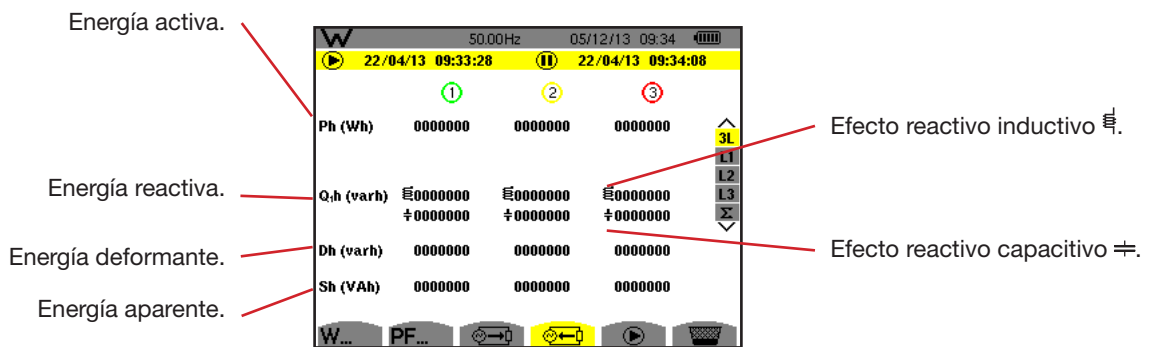 Energía activa.
W 50.00Hz 05/12/13 09:34
22/04/13 09:33:28 22/04/13 09:34:08
1 2 3
Ph (Wh) 0000000 0000000 0000000
Efecto reactivo inductivo .
3L
L1
L2
L3
Σ
Energía reactiva.
Q₁h (varh) 0000000 0000000 0000000
0000000 0000000 0000000
Energía deformante.
Dh (varh) 0000000 0000000 0000000
Efecto reactivo capacitivo .
Energía aparente.
Sh (VAh) 0000000 0000000 0000000
W... PF...